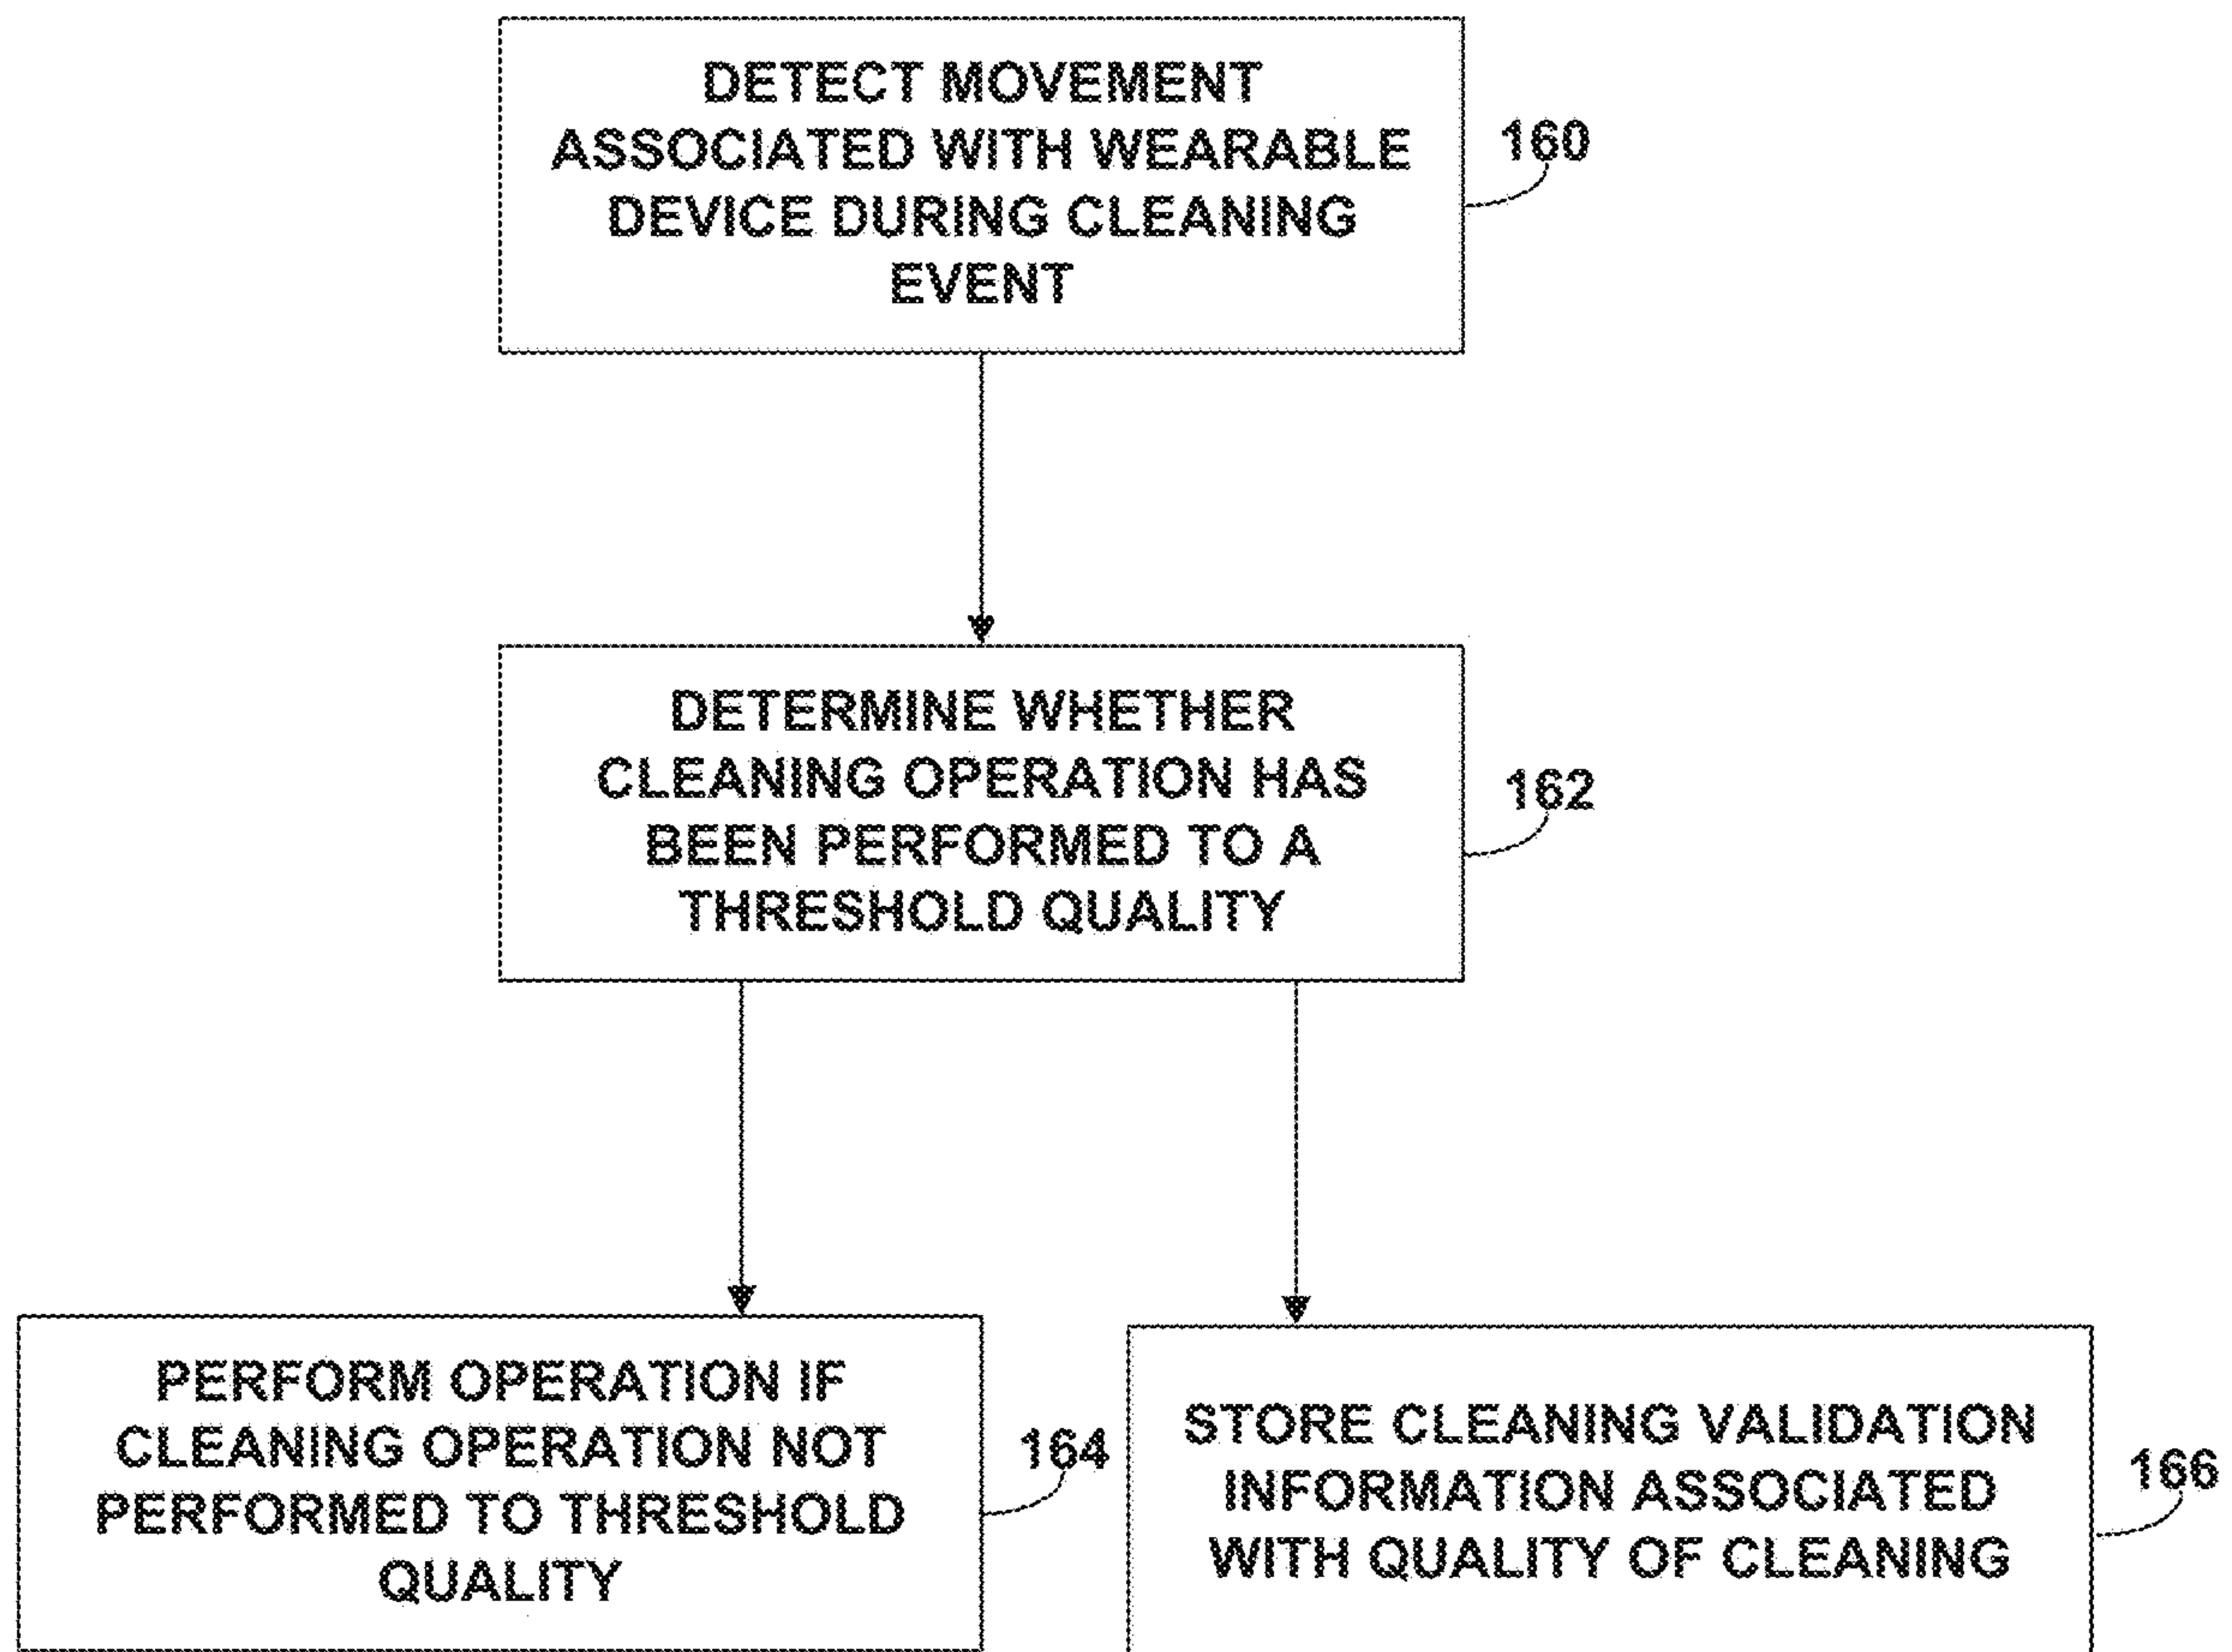 DETECT MOVEMENT
ASSOCIATED WITH WEARABLE
DEVICE DURING CLEANING
EVENT
160
DETERMINE WHETHER
CLEANING OPERATION HAS
BEEN PERFORMED TO A
THRESHOLD QUALITY
162
PERFORM OPERATION IF
CLEANING OPERATION NOT
PERFORMED TO THRESHOLD
QUALITY
164
STORE CLEANING VALIDATION
INFORMATION ASSOCIATED
WITH QUALITY OF CLEANING
166